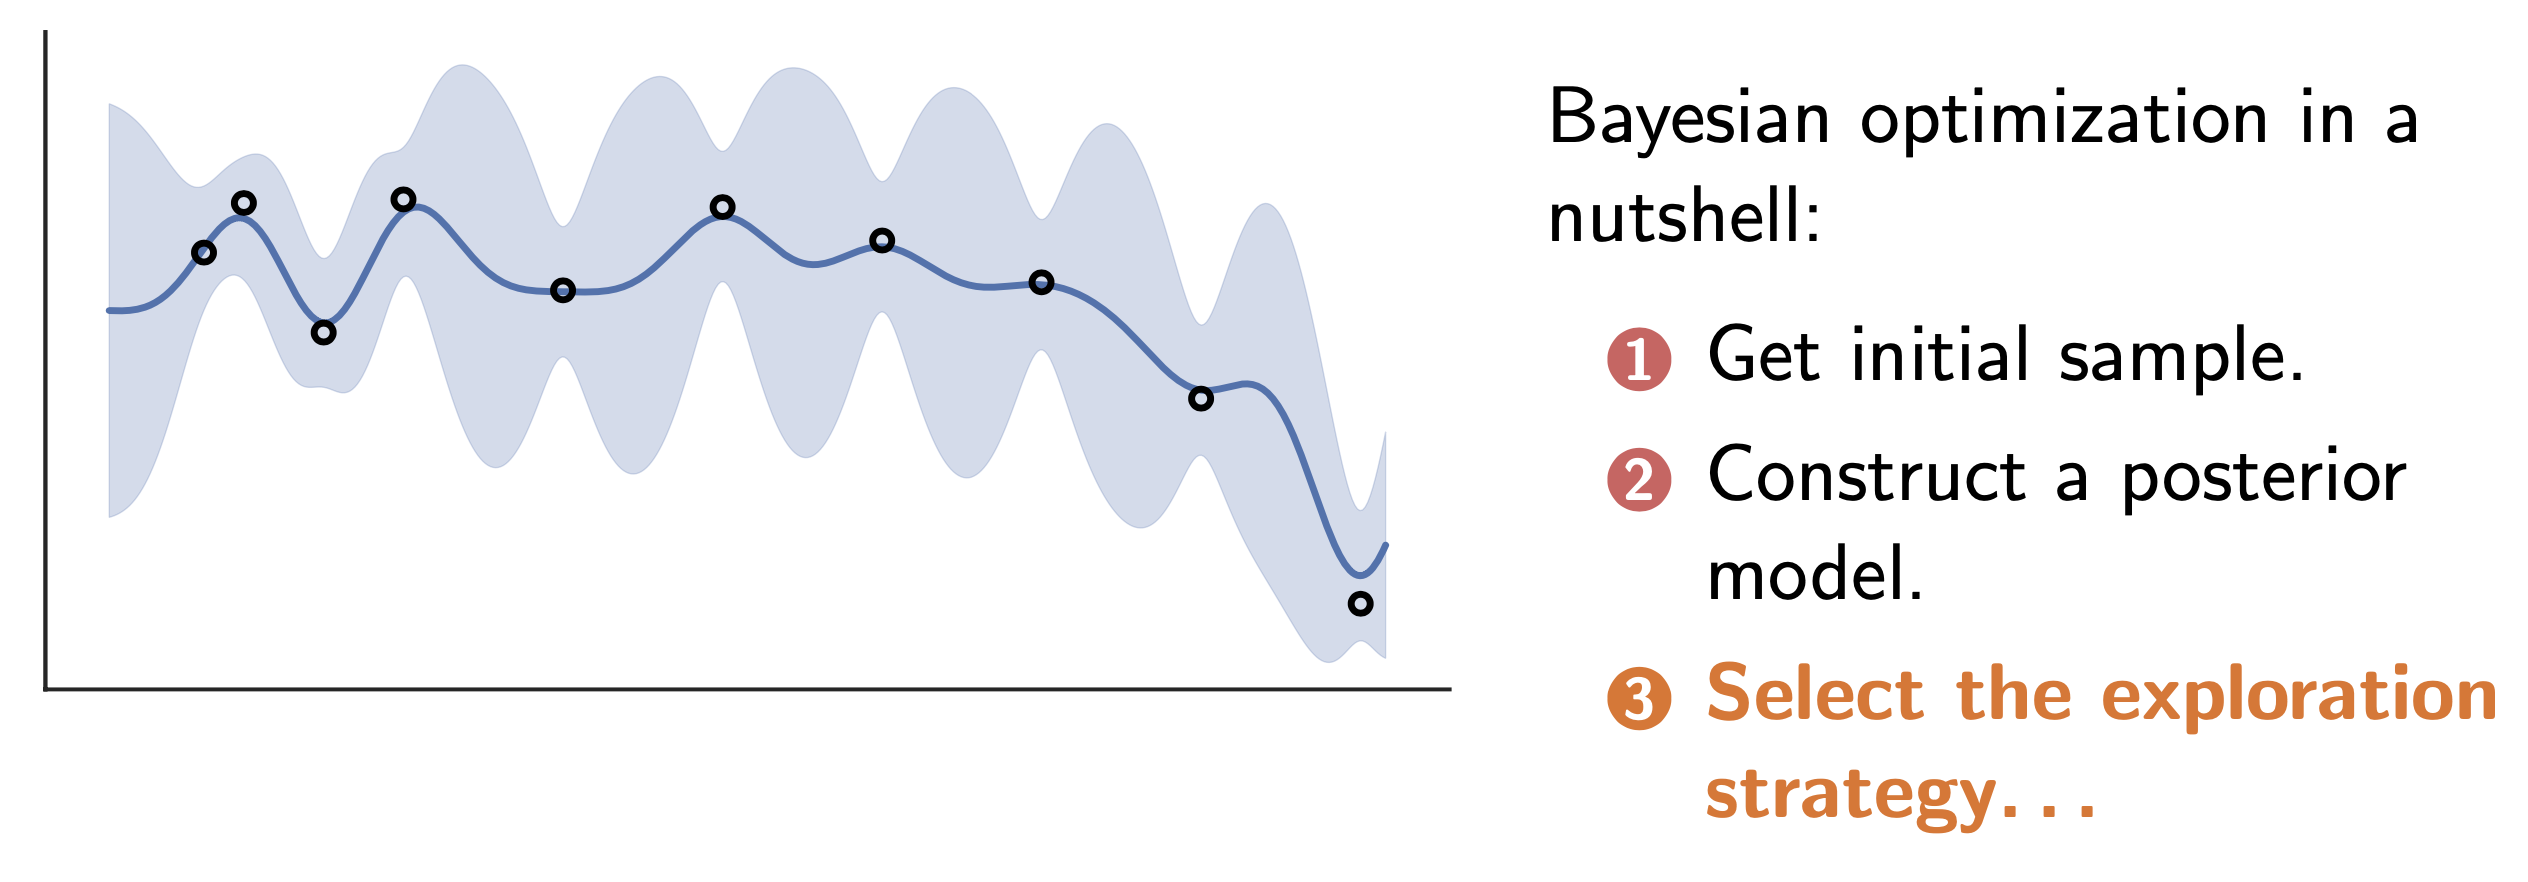 Bayesian optimization in a
nutshell:
1 Get initial sample.
2 Construct a posterior
model.
3 Select the exploration
strategy...